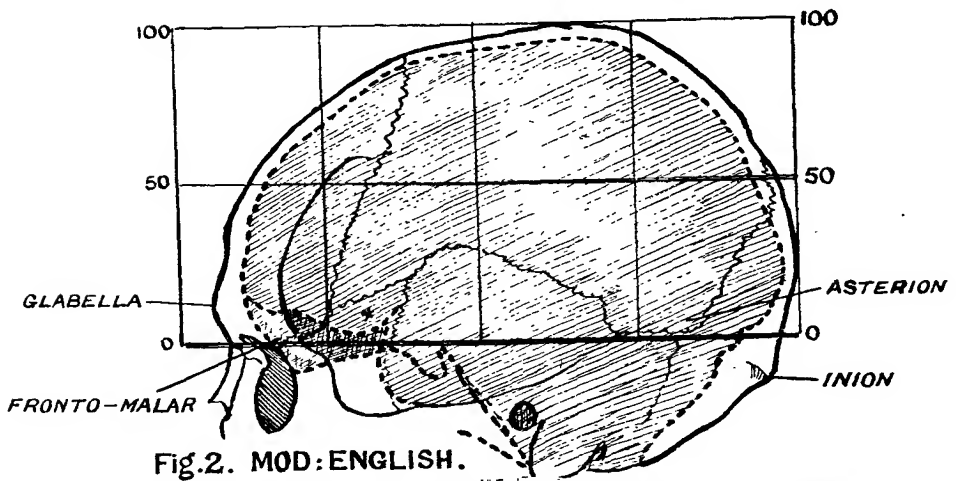 100
100
50
50
GLABELLA
ASTERION
0
0
INION
FRONTO-MALAR
Fig.2. MOD:ENGLISH.